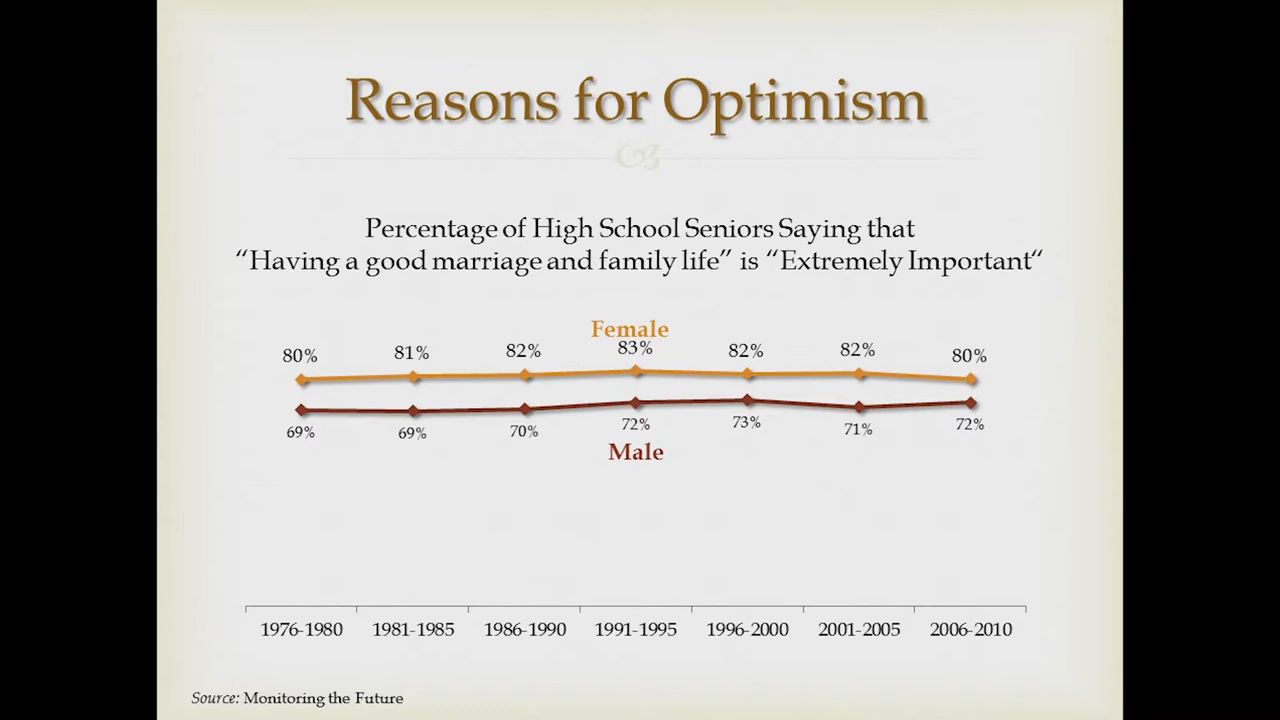 Reasons for Optimism
Percentage of High School Seniors Saying that
“Having a good marriage and family life” is “Extremely Important“
Female
80% 81% 82% 83% 82% 82% 80%
69% 69% 70% 72% 73% 71% 72%
Male
1976-1980 1981-1985 1986-1990 1991-1995 1996-2000 2001-2005 2006-2010
Source: Monitoring the Future